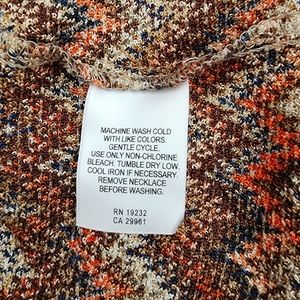 MACHINE WASH COLD
WITH LIKE COLORS.
GENTLE CYCLE.
USE ONLY NON-CHLORINE
BLEACH. TUMBLE DRY LOW.
COOL IRON IF NECESSARY.
REMOVE NECKLACE
BEFORE WASHING.
RN 19232
CA 29961